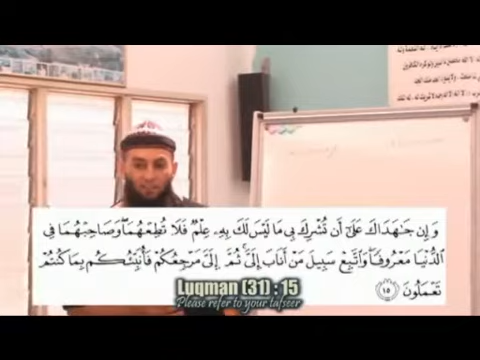 وَإِن جَـٰهَدَاكَ عَلَىٰٓ أَن تُشْرِكَ بِى مَا لَيْسَ لَكَ بِهِۦ عِلْمٌ فَلَا تُطِعْهُمَا ۖ وَصَاحِبْهُمَا فِى
ٱلدُّنْيَا مَعْرُوفًا ۖ وَٱتَّبِعْ سَبِيلَ مَنْ أَنَابَ إِلَىَّ ۚ ثُمَّ إِلَىَّ مَرْجِعُكُمْ فَأُنَبِّئُكُم بِمَا كُنتُمْ
تَعْمَلُونَ ١٥
Luqman (31) : 15
Please refer to your tafseer